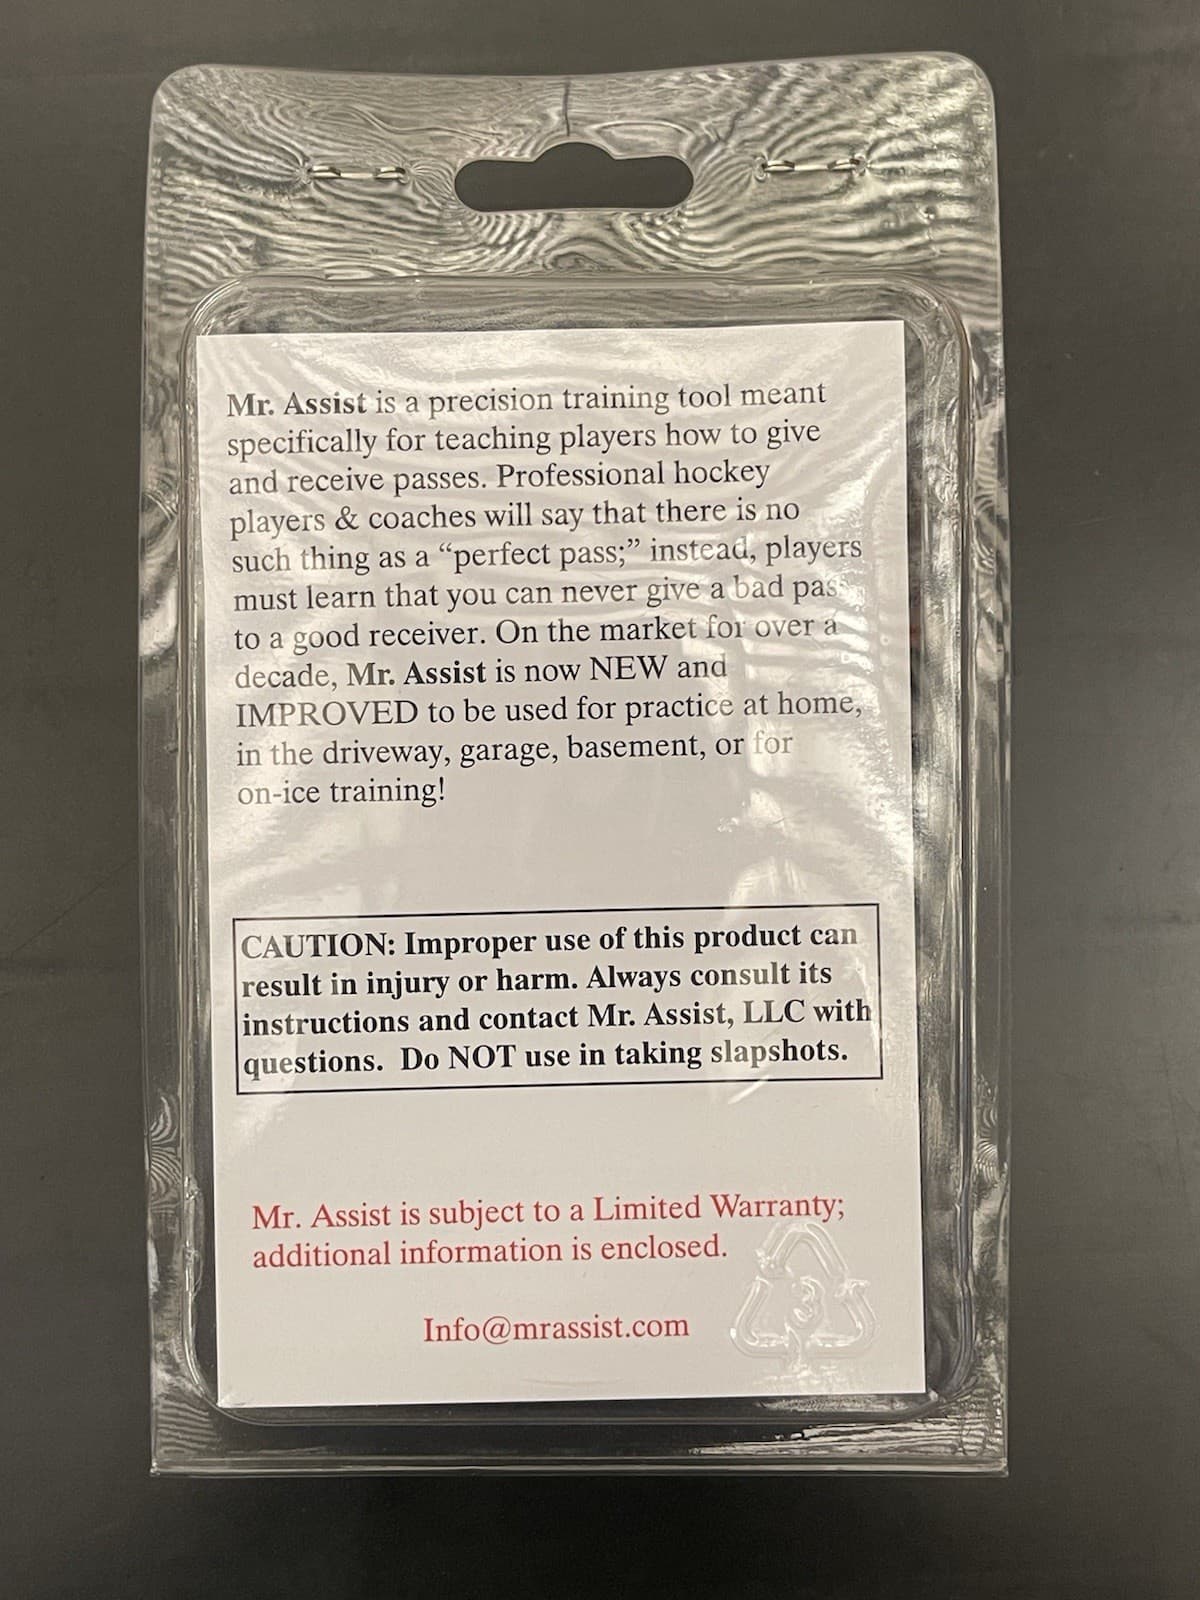 Mr. Assist is a precision training tool meant
specifically for teaching players how to give
and receive passes. Professional hockey
players & coaches will say that there is no
such thing as a “perfect pass;” instead, players
must learn that you can never give a bad pass
to a good receiver. On the market for over a
decade, Mr. Assist is now NEW and
IMPROVED to be used for practice at home,
in the driveway, garage, basement, or for
on-ice training!
CAUTION: Improper use of this product can
result in injury or harm. Always consult its
instructions and contact Mr. Assist, LLC with
questions.  Do NOT use in taking slapshots.
Mr. Assist is subject to a Limited Warranty;
additional information is enclosed.
Info@mrassist.com
3